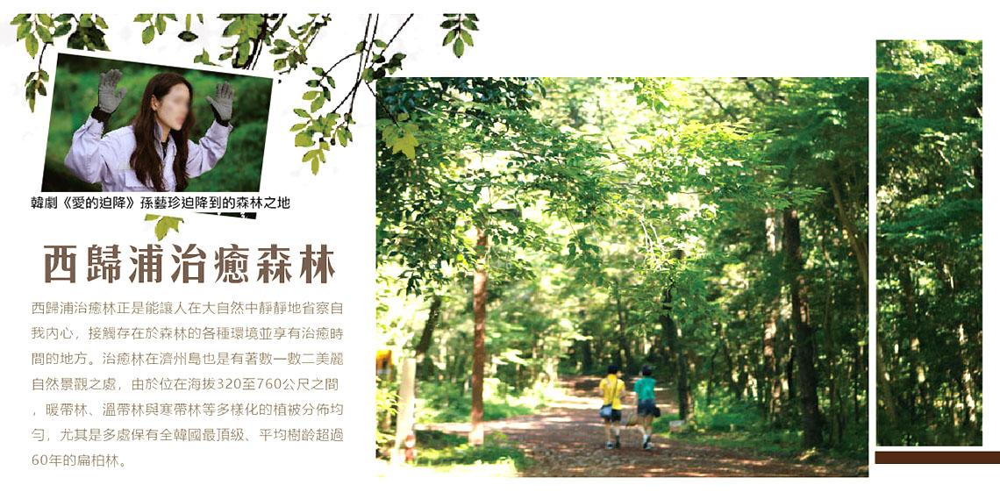 韓劇《愛的迫降》孫藝珍迫降到的森林之地
西歸浦治癒森林
西歸浦治癒林正是能讓人在大自然中靜靜地省察自
我內心，接觸存在於森林的各種環境並享有治癒時
間的地方。治癒林在濟州島也是有著數一數二美麗
自然景觀之處，由於位在海拔320至760公尺之間
，暖帶林、溫帶林與寒帶林等多樣化的植被分佈均
勻，尤其是多處保有全韓國最頂級、平均樹齡超過
60年的扁柏林。